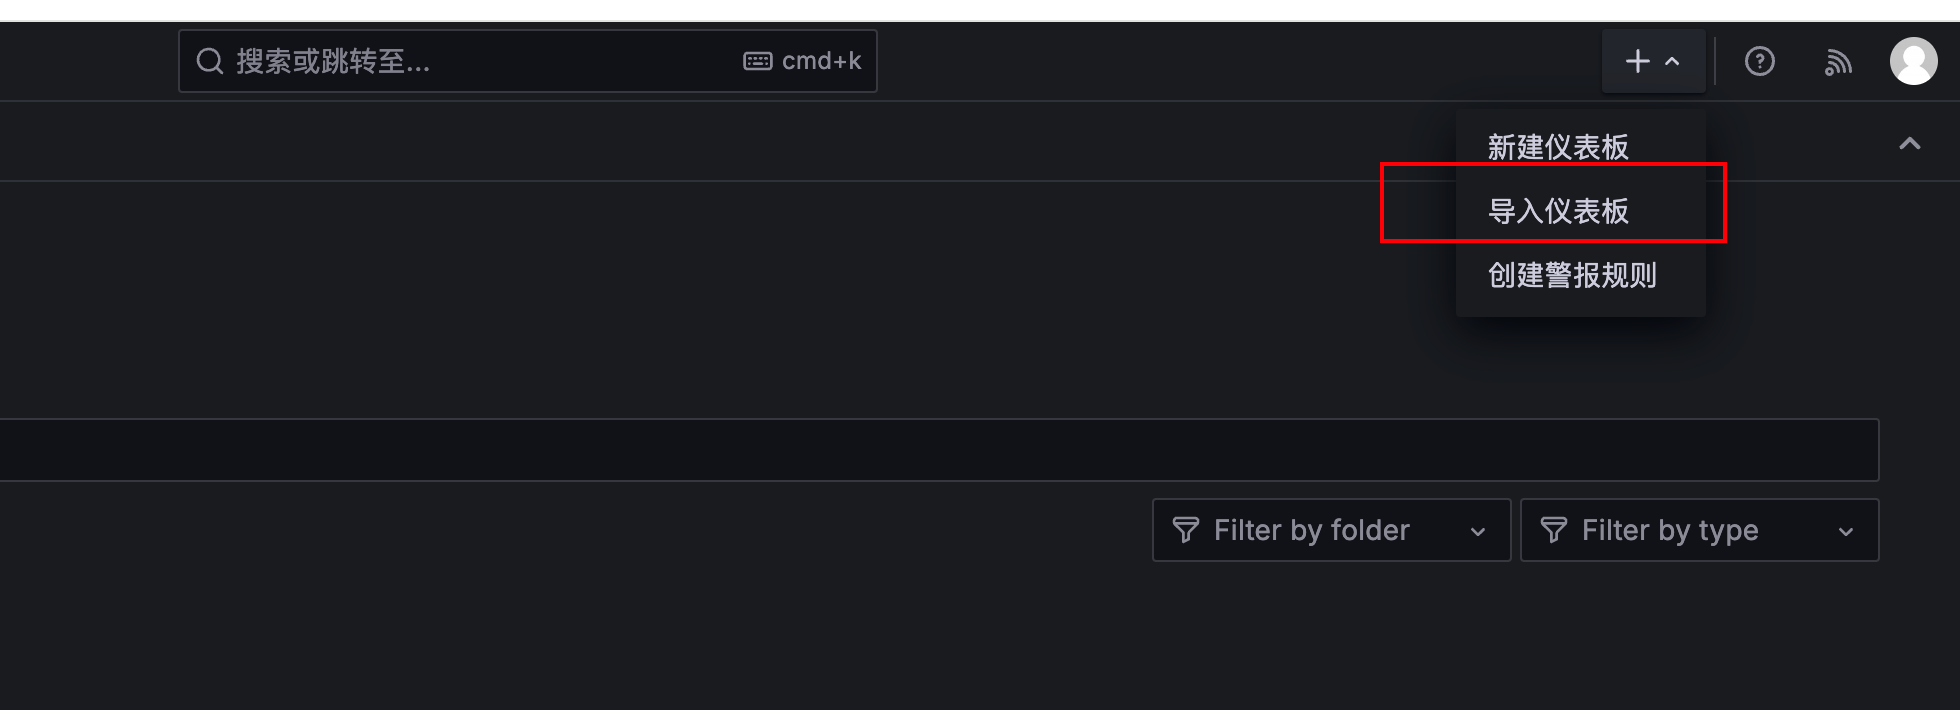 搜索或跳转至...
cmd+k
新建仪表板
导入仪表板
创建警报规则
Filter by folder
Filter by type